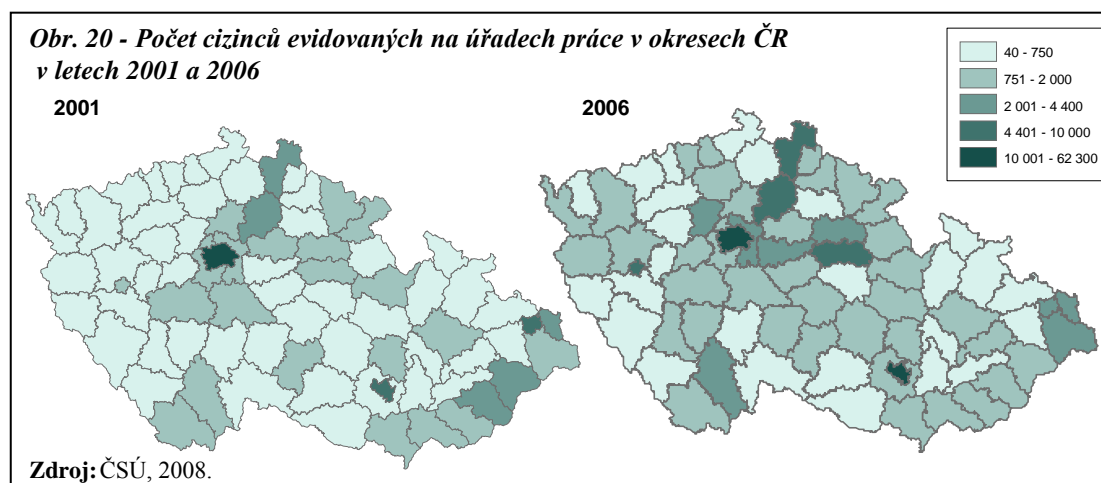 Obr. 20 - Počet cizinců evidovaných na úřadech práce v okresech ČR
v letech 2001 a 2006
2001
2006
40 - 750
751 - 2 000
2 001 - 4 400
4 401 - 10 000
10 001 - 62 300
Zdroj: ČSÚ, 2008.